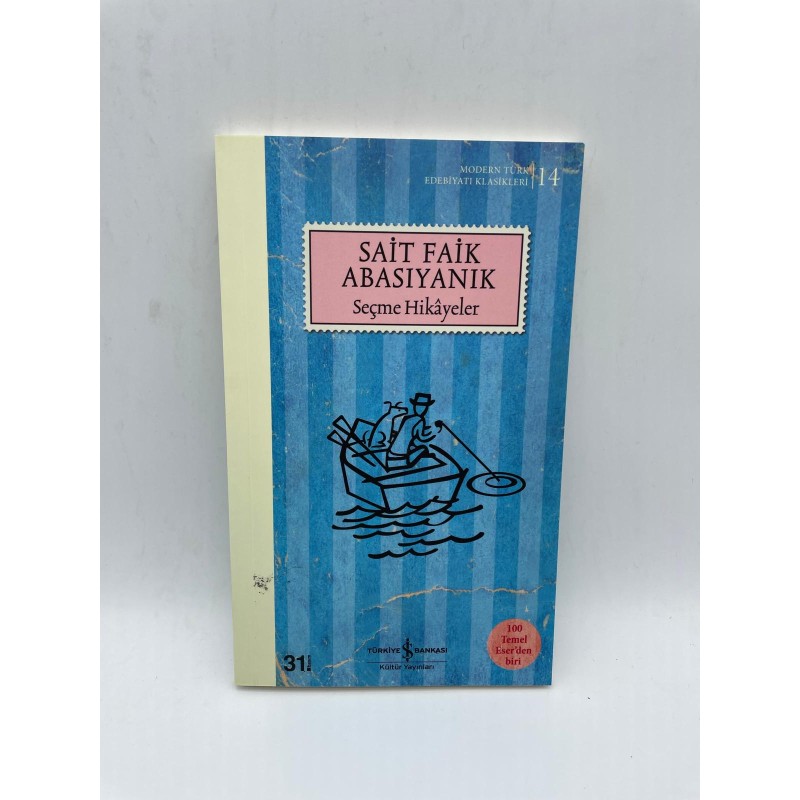 MODERN TÜRK
EDEBİYATI KLASİKLERİ
14
SAİT FAİK
ABASIYANIK
Seçme Hikâyeler
100
Temel
Eser'den
biri
TÜRKİYE İŞ BANKASI
Kültür Yayınları
31